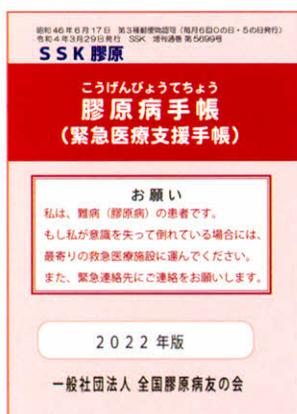 昭和46年6月17日 第3種郵便物認可（毎月6回0の日・5の日発行）
令和4年3月29日発行 SSK 増刊通巻 第5699号
SSK 膠原
こうげんびょうてちょう
膠原病手帳
（緊急医療支援手帳）
お願い
私は、難病（膠原病）の患者です。
もし私が意識を失って倒れている場合には、
最寄りの救急医療施設に運んでください。
また、緊急連絡先にご連絡をお願いします。
2022年版
一般社団法人 全国膠原病友の会